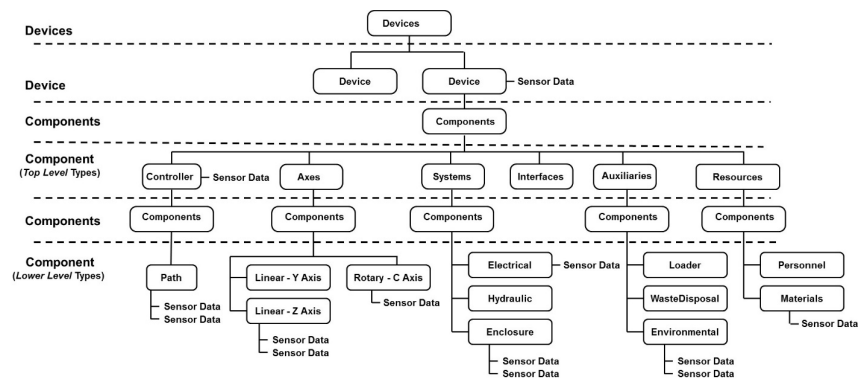 Devices
Devices
Device
Device
Device
Sensor Data
Components
Components
Component
(Top Level Types)
Controller
Sensor Data
Axes
Systems
Interfaces
Auxiliaries
Resources
Components
Components
Components
Components
Components
Components
Component
(Lower Level Types)
Path
Sensor Data
Sensor Data
Linear - Y Axis
Rotary - C Axis
Sensor Data
Linear - Z Axis
Sensor Data
Sensor Data
Electrical
Sensor Data
Hydraulic
Enclosure
Sensor Data
Sensor Data
Loader
WasteDisposal
Environmental
Sensor Data
Sensor Data
Personnel
Materials
Sensor Data